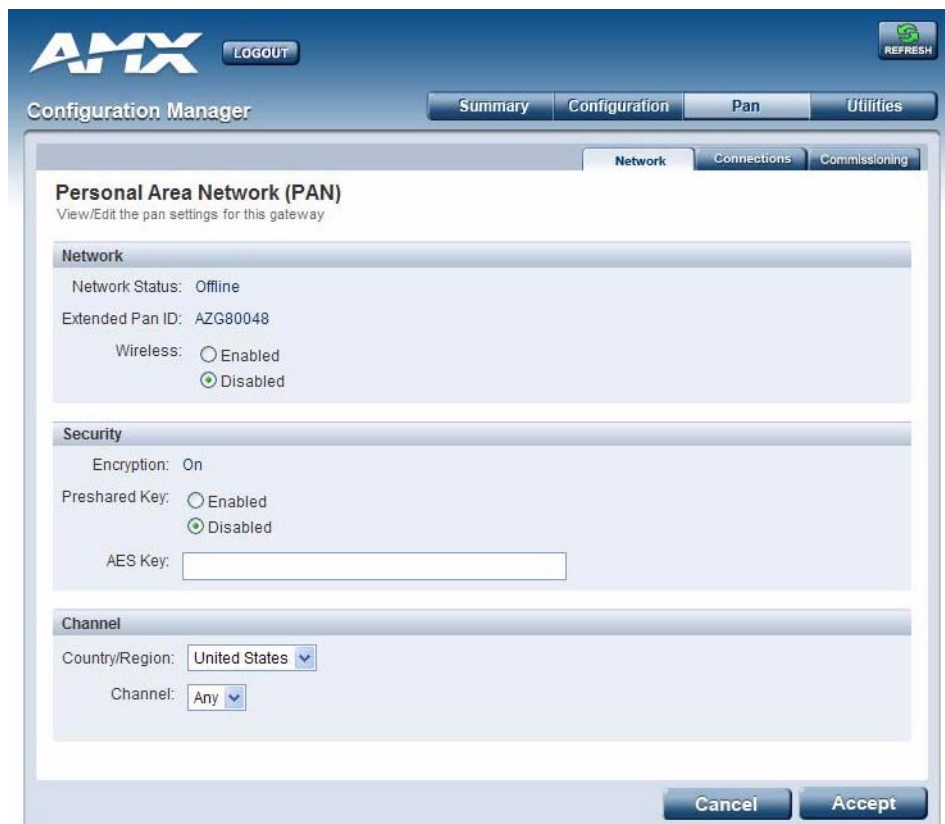 AMX LOGOUT
REFRESH
Configuration Manager
Summary Configuration Pan Utilities
Network Connections Commissioning
Personal Area Network (PAN)
View/Edit the pan settings for this gateway
Network
Network Status: Offline
Extended Pan ID: AZG80048
Wireless: Enabled
Disabled
Security
Encryption: On
Preshared Key: Enabled
Disabled
AES Key:
Channel
Country/Region: United States
Channel: Any
Cancel Accept